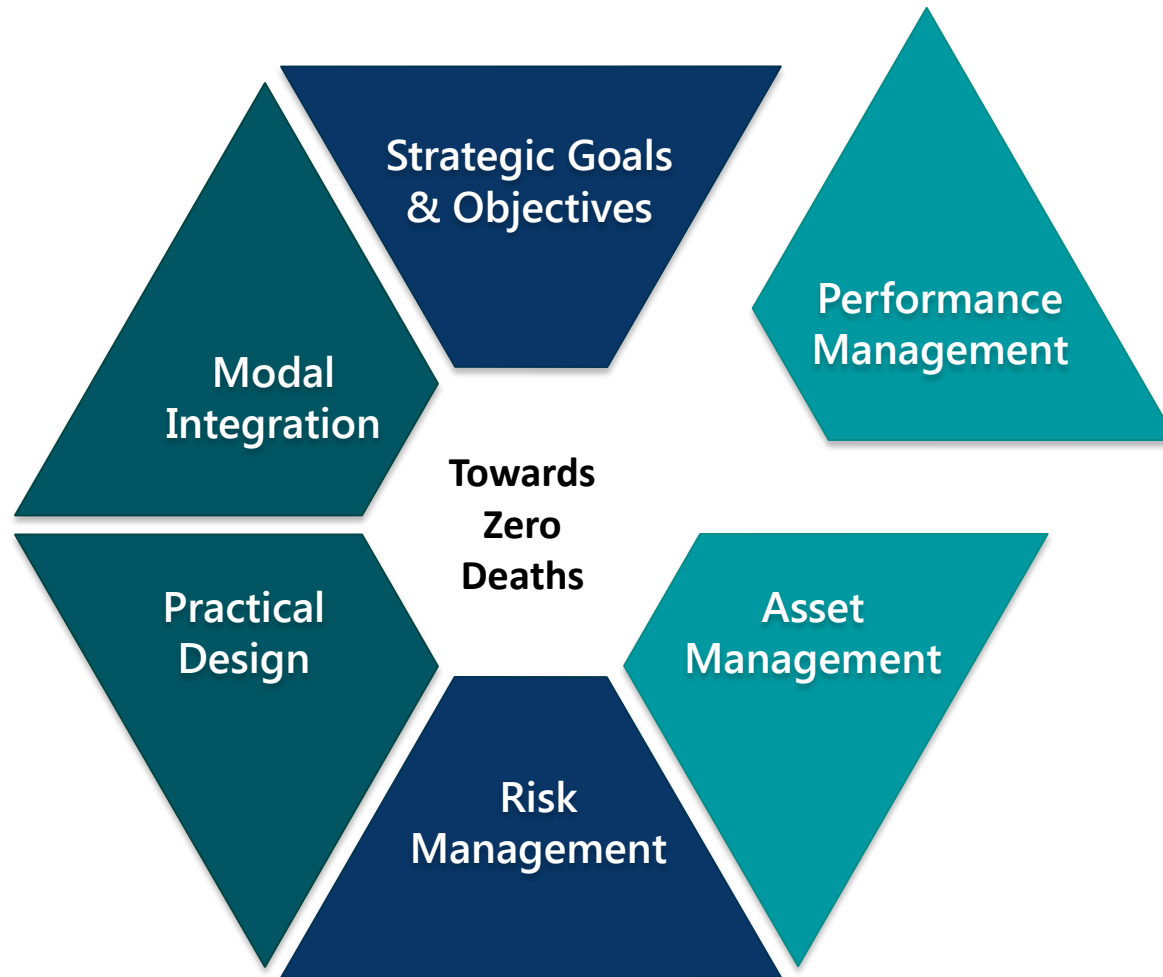 Strategic Goals
& Objectives
Performance
Management
Modal
Integration
Towards
Zero
Deaths
Practical
Design
Asset
Management
Risk
Management